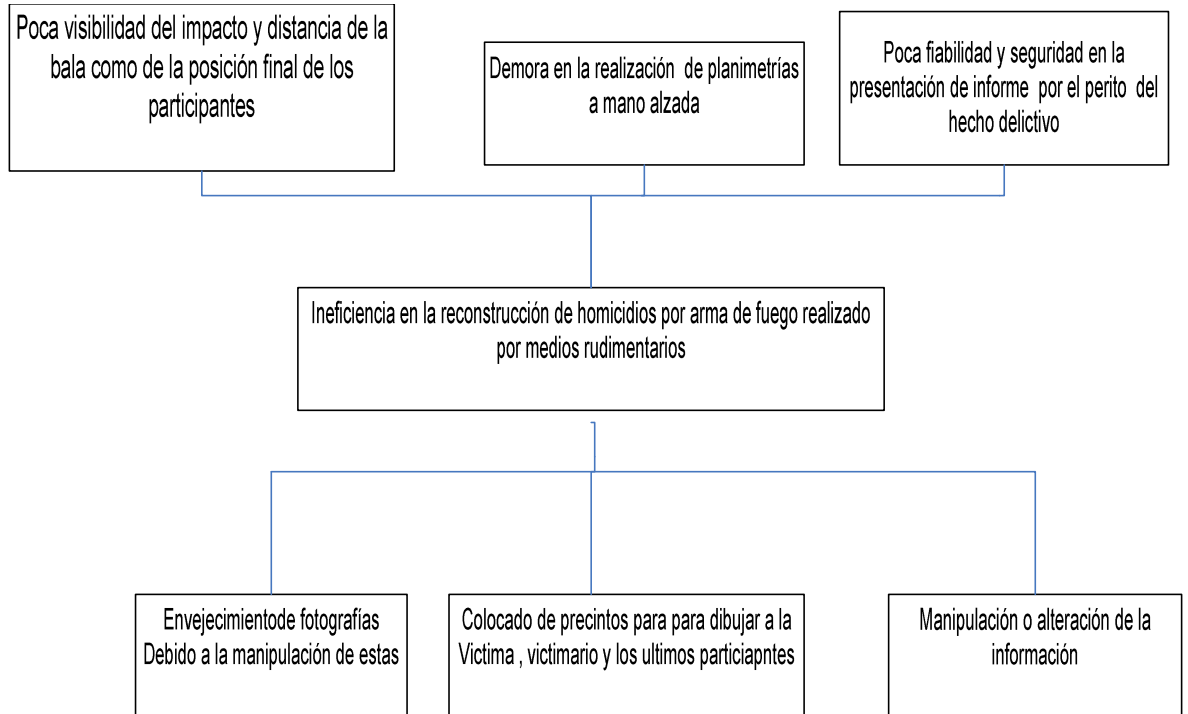 Poca visibilidad del impacto y distancia de la
bala como de la posición final de los
participantes
Demora en la realización de planimetrías
a mano alzada
Poca fiabilidad y seguridad en la
presentación de informe por el perito del
hecho delictivo
Ineficiencia en la reconstrucción de homicidios por arma de fuego realizado
por medios rudimentarios
Envejecimientode fotografías
Debido a la manipulación de estas
Colocado de precintos para para dibujar a la
Victima , victimario y los ultimos particiapntes
Manipulación o alteración de la
información